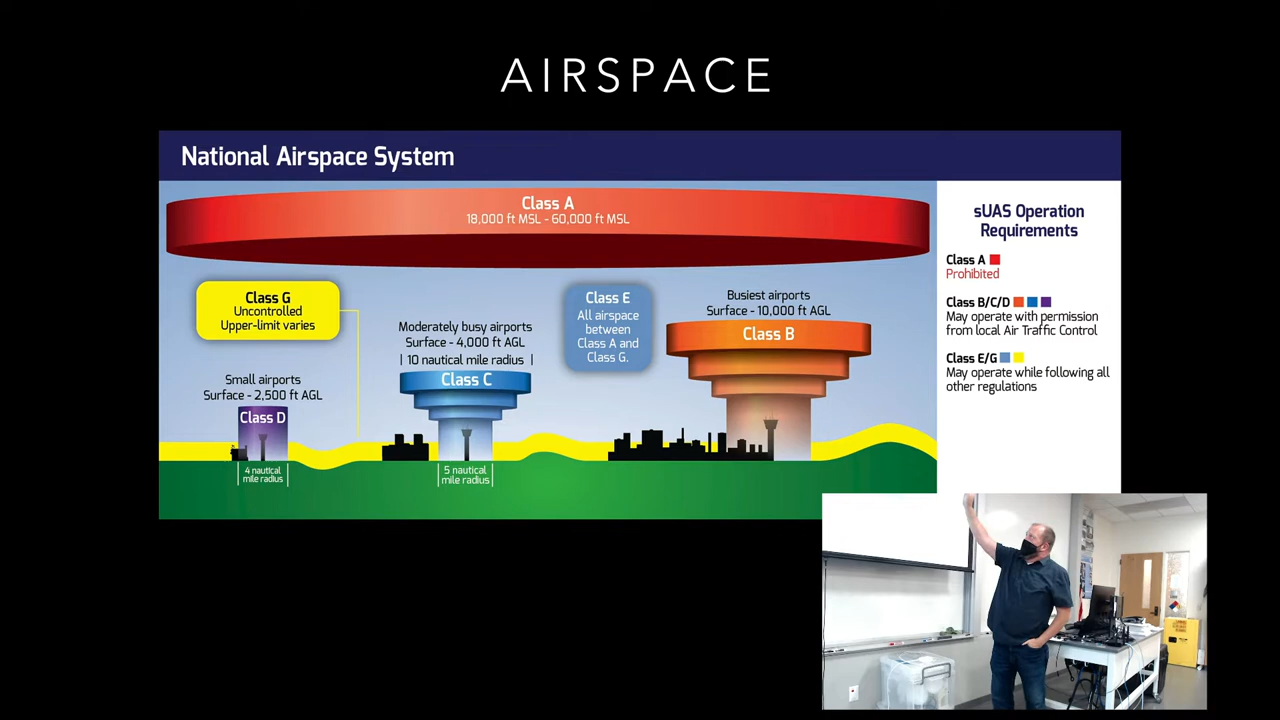 AIRSPACE
National Airspace System
Class A
18,000 ft MSL - 60,000 ft MSL
Class G
Uncontrolled
Upper-limit varies
Small airports
Surface - 2,500 ft AGL
Class D
4 nautical
mile radius
Moderately busy airports
Surface - 4,000 ft AGL
| 10 nautical mile radius |
Class C
5 nautical
mile radius
Class E
All airspace
between
Class A and
Class G.
Busiest airports
Surface - 10,000 ft AGL
Class B
sUAS Operation
Requirements
Class A
Prohibited
Class B/C/D
May operate with permission
from local Air Traffic Control
Class E/G
May operate while following all
other regulations